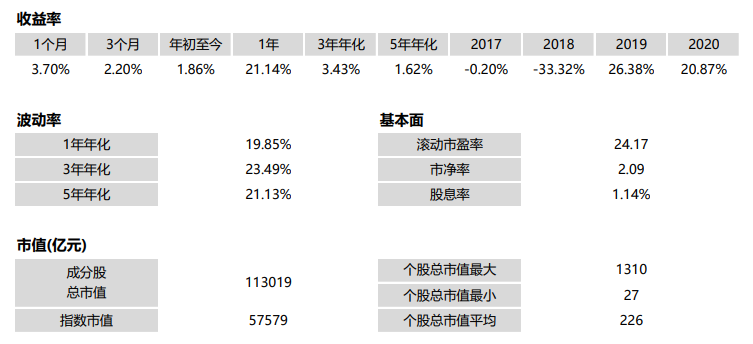 收益率
1个月 3个月 年初至今 1年 3年年化 5年年化 2017 2018 2019 2020
3.70% 2.20% 1.86% 21.14% 3.43% 1.62% -0.20% -33.32% 26.38% 20.87%
波动率 基本面
1年年化 19.85% 滚动市盈率 24.17
3年年化 23.49% 市净率 2.09
5年年化 21.13% 股息率 1.14%
市值(亿元)
成分股
总市值 113019
指数市值 57579
个股总市值最大 1310
个股总市值最小 27
个股总市值平均 226